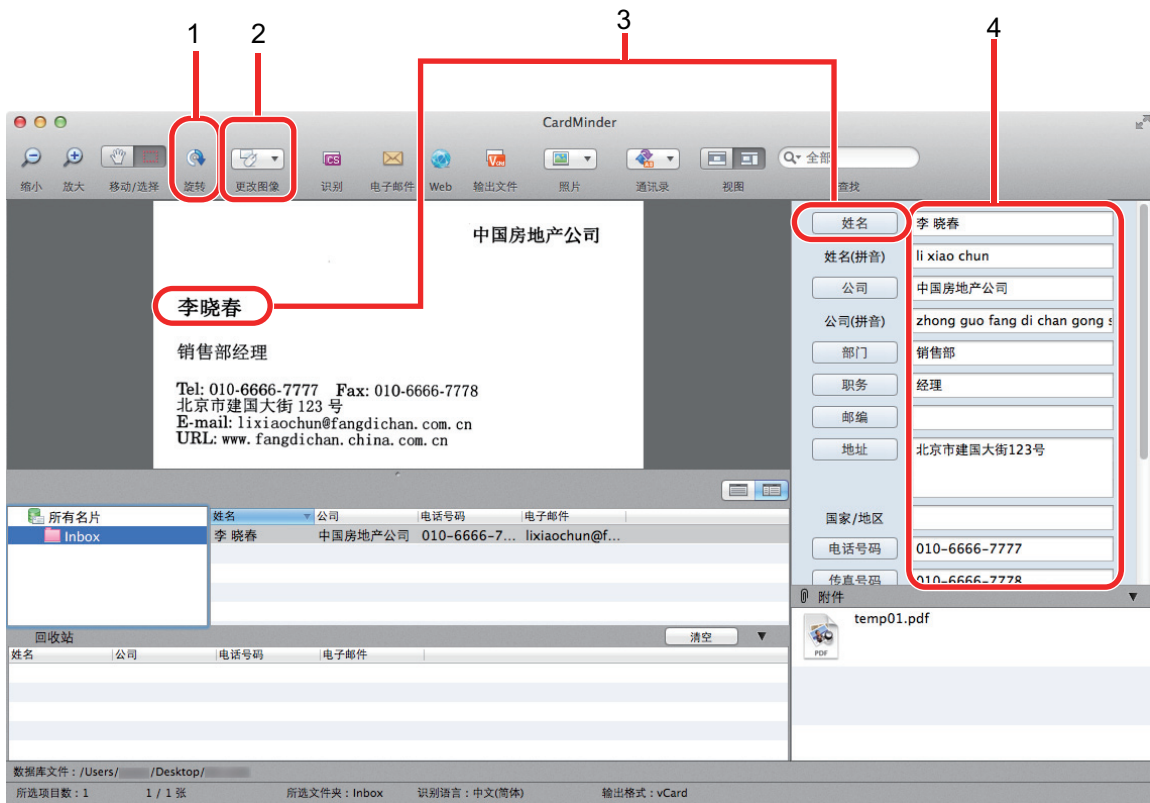 1 2 3 4
CardMinder
缩小 放大 移动/选择 旋转 更改图像 CS 识别 电子邮件 Web 输出文件 照片 通讯录 视图 全部 查找
中国房地产公司
李晓春
销售部经理
Tel: 010-6666-7777 Fax: 010-6666-7778
北京市建国大街 123 号
E-mail: lixiaochun@fangdichan.com.cn
URL: www.fangdichan.china.com.cn
姓名 李 晓春
姓名(拼音) li xiao chun
公司 中国房地产公司
公司(拼音) zhong guo fang di chan gong s
部门 销售部
职务 经理
邮编
地址 北京市建国大街123号
国家/地区
电话号码 010-6666-7777
传真号码 010-6666-7778
所有名片
Inbox
姓名 公司 电话号码 电子邮件
李 晓春 中国房地产公司 010-6666-7... lixiaochun@f...
附件
temp01.pdf
PDF
回收站 清空
姓名 公司 电话号码 电子邮件
数据库文件 : /Users/ /Desktop/
所选项目数 : 1 1 / 1 张 所选文件夹 : Inbox 识别语言 : 中文(简体) 输出格式 : vCard